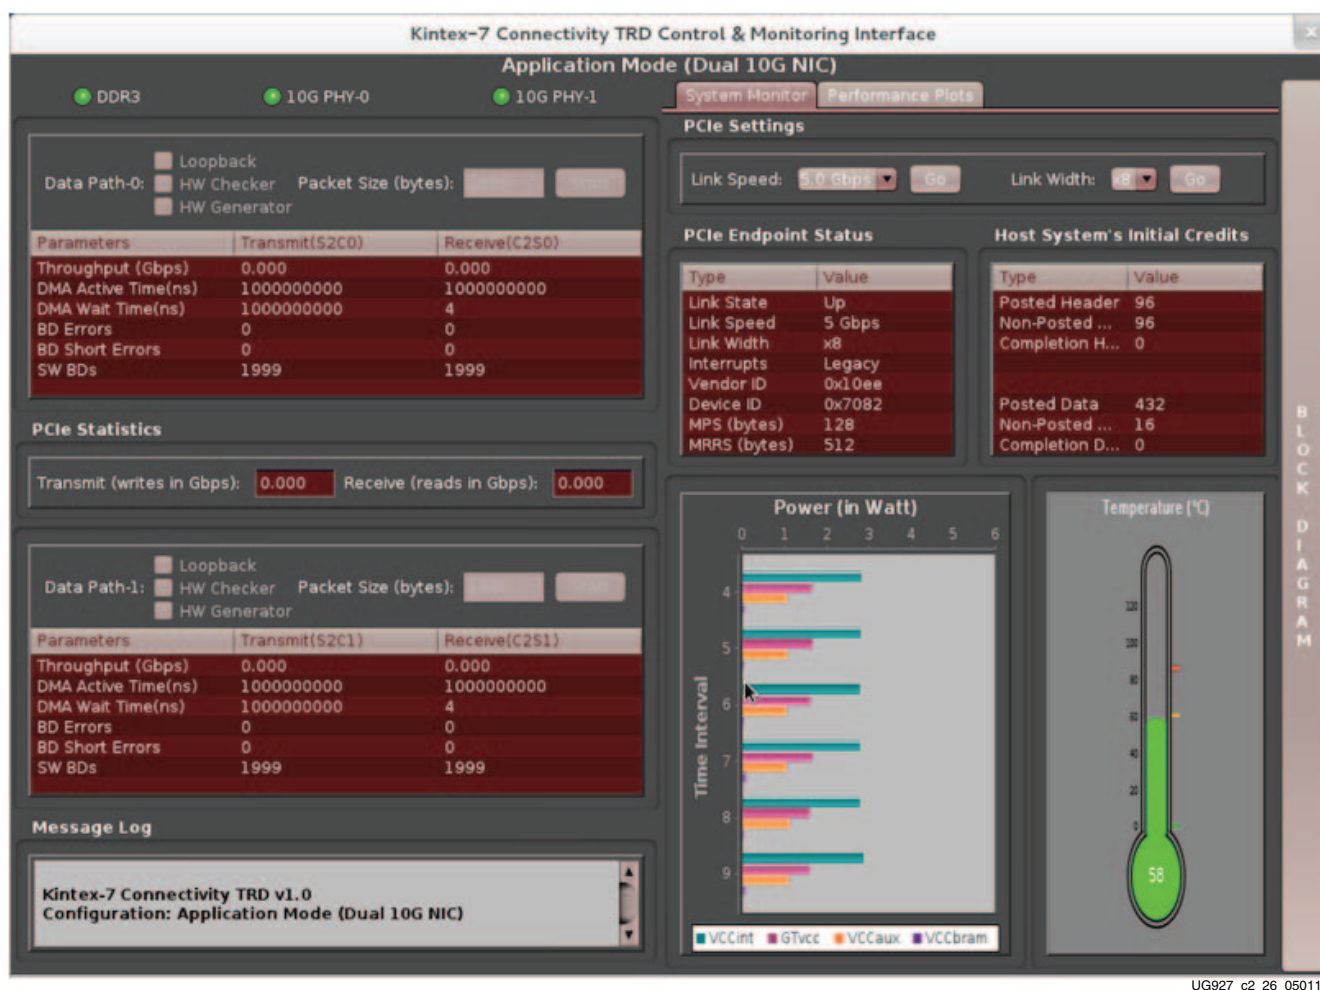 Kintex-7 Connectivity TRD Control & Monitoring Interface
Application Mode (Dual 10G NIC)
DDR3 10G PHY-0 10G PHY-1
Data Path-0:
Loopback
HW Checker
HW Generator
Packet Size (bytes):
Parameters Transmit(S2C0) Receive(C2S0)
Throughput (Gbps) 0.000 0.000
DMA Active Time(ns) 1000000000 1000000000
DMA Wait Time(ns) 1000000000 4
BD Errors 0 0
BD Short Errors 0 0
SW BDs 1999 1999
PCIe Statistics
Transmit (writes in Gbps): 0.000 Receive (reads in Gbps): 0.000
Data Path-1:
Loopback
HW Checker
HW Generator
Packet Size (bytes):
Parameters Transmit(S2C1) Receive(C2S1)
Throughput (Gbps) 0.000 0.000
DMA Active Time(ns) 1000000000 1000000000
DMA Wait Time(ns) 1000000000 4
BD Errors 0 0
BD Short Errors 0 0
SW BDs 1999 1999
Message Log
Kintex-7 Connectivity TRD v1.0
Configuration: Application Mode (Dual 10G NIC)
System Monitor Performance Plots
PCIe Settings
Link Speed: 5.0 Gbps Go Link Width: x8 Go
PCIe Endpoint Status
Type Value
Link State Up
Link Speed 5 Gbps
Link Width x8
Interrupts Legacy
Vendor ID 0x10ee
Device ID 0x7082
MPS (bytes) 128
MRRS (bytes) 512
Host System's Initial Credits
Type Value
Posted Header 96
Non-Posted ... 96
Completion H... 0
Posted Data 432
Non-Posted ... 16
Completion D... 0
Power (in Watt)
0 1 2 3 4 5 6
Time Interval
4
5
6
7
8
9
VCCint GTvcc VCCaux VCCbram
Temperature (°C)
120
100
80
60
40
20
0
58
BLOCK DIAGRAM
UG927_c2_26_05011